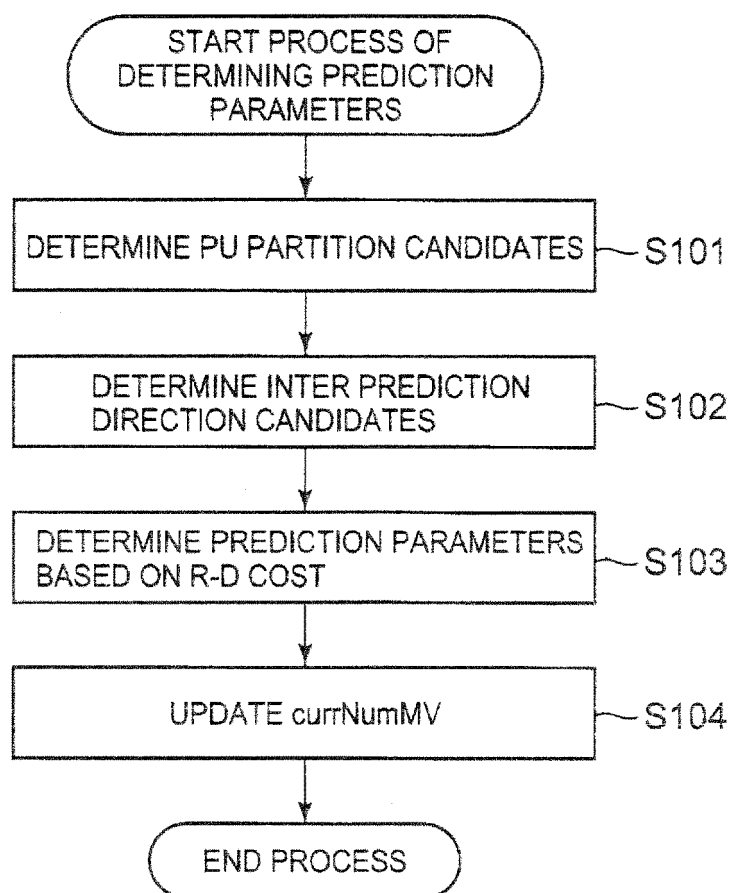 START PROCESS OF
DETERMINING PREDICTION
PARAMETERS
DETERMINE PU PARTITION CANDIDATES
S101
DETERMINE INTER PREDICTION
DIRECTION CANDIDATES
S102
DETERMINE PREDICTION PARAMETERS
BASED ON R-D COST
S103
UPDATE currNumMV
S104
END PROCESS